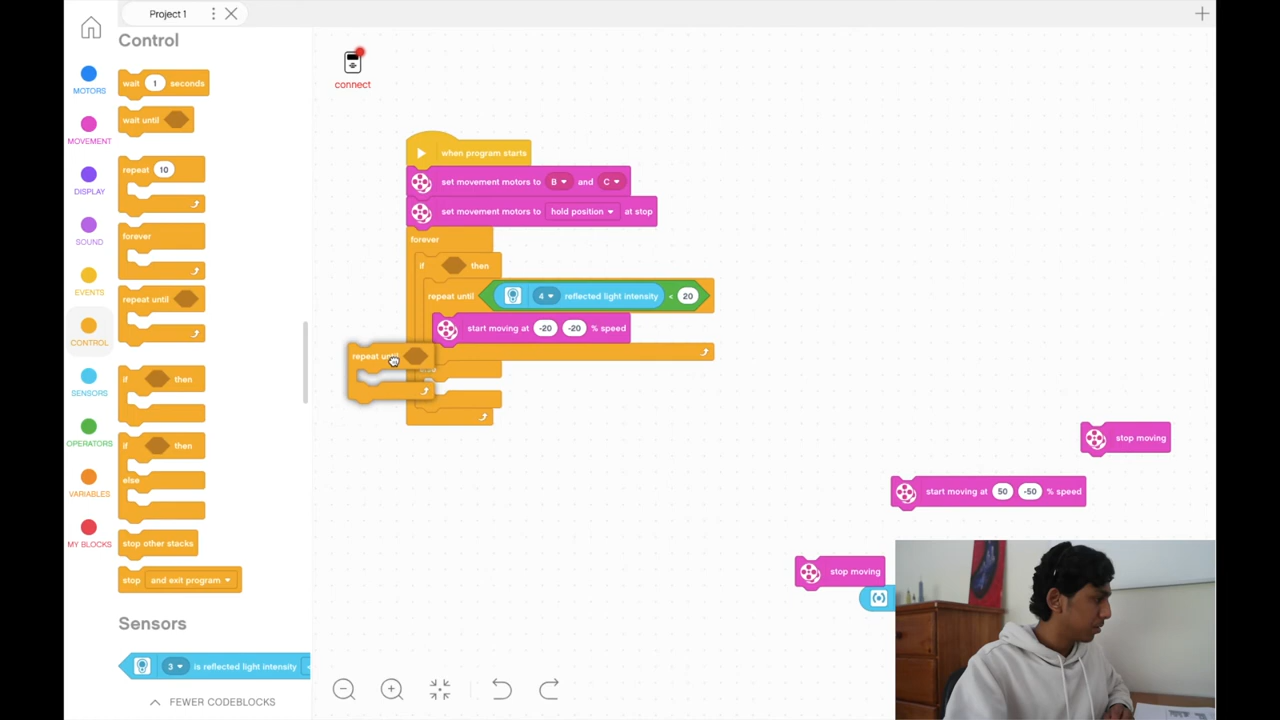 Project 1
Control
MOTORS
MOVEMENT
DISPLAY
SOUND
EVENTS
CONTROL
SENSORS
OPERATORS
VARIABLES
MY BLOCKS
wait 1 seconds
wait until
repeat 10
forever
repeat until
if then
if then
else
stop other stacks
stop and exit program
Sensors
3 is reflected light intensity
FEWER CODEBLOCKS
connect
when program starts
set movement motors to B and C
set movement motors to hold position at stop
forever
if then
repeat until 4 reflected light intensity < 20
start moving at -20 -20 % speed
repeat until
stop moving
start moving at 50 -50 % speed
stop moving